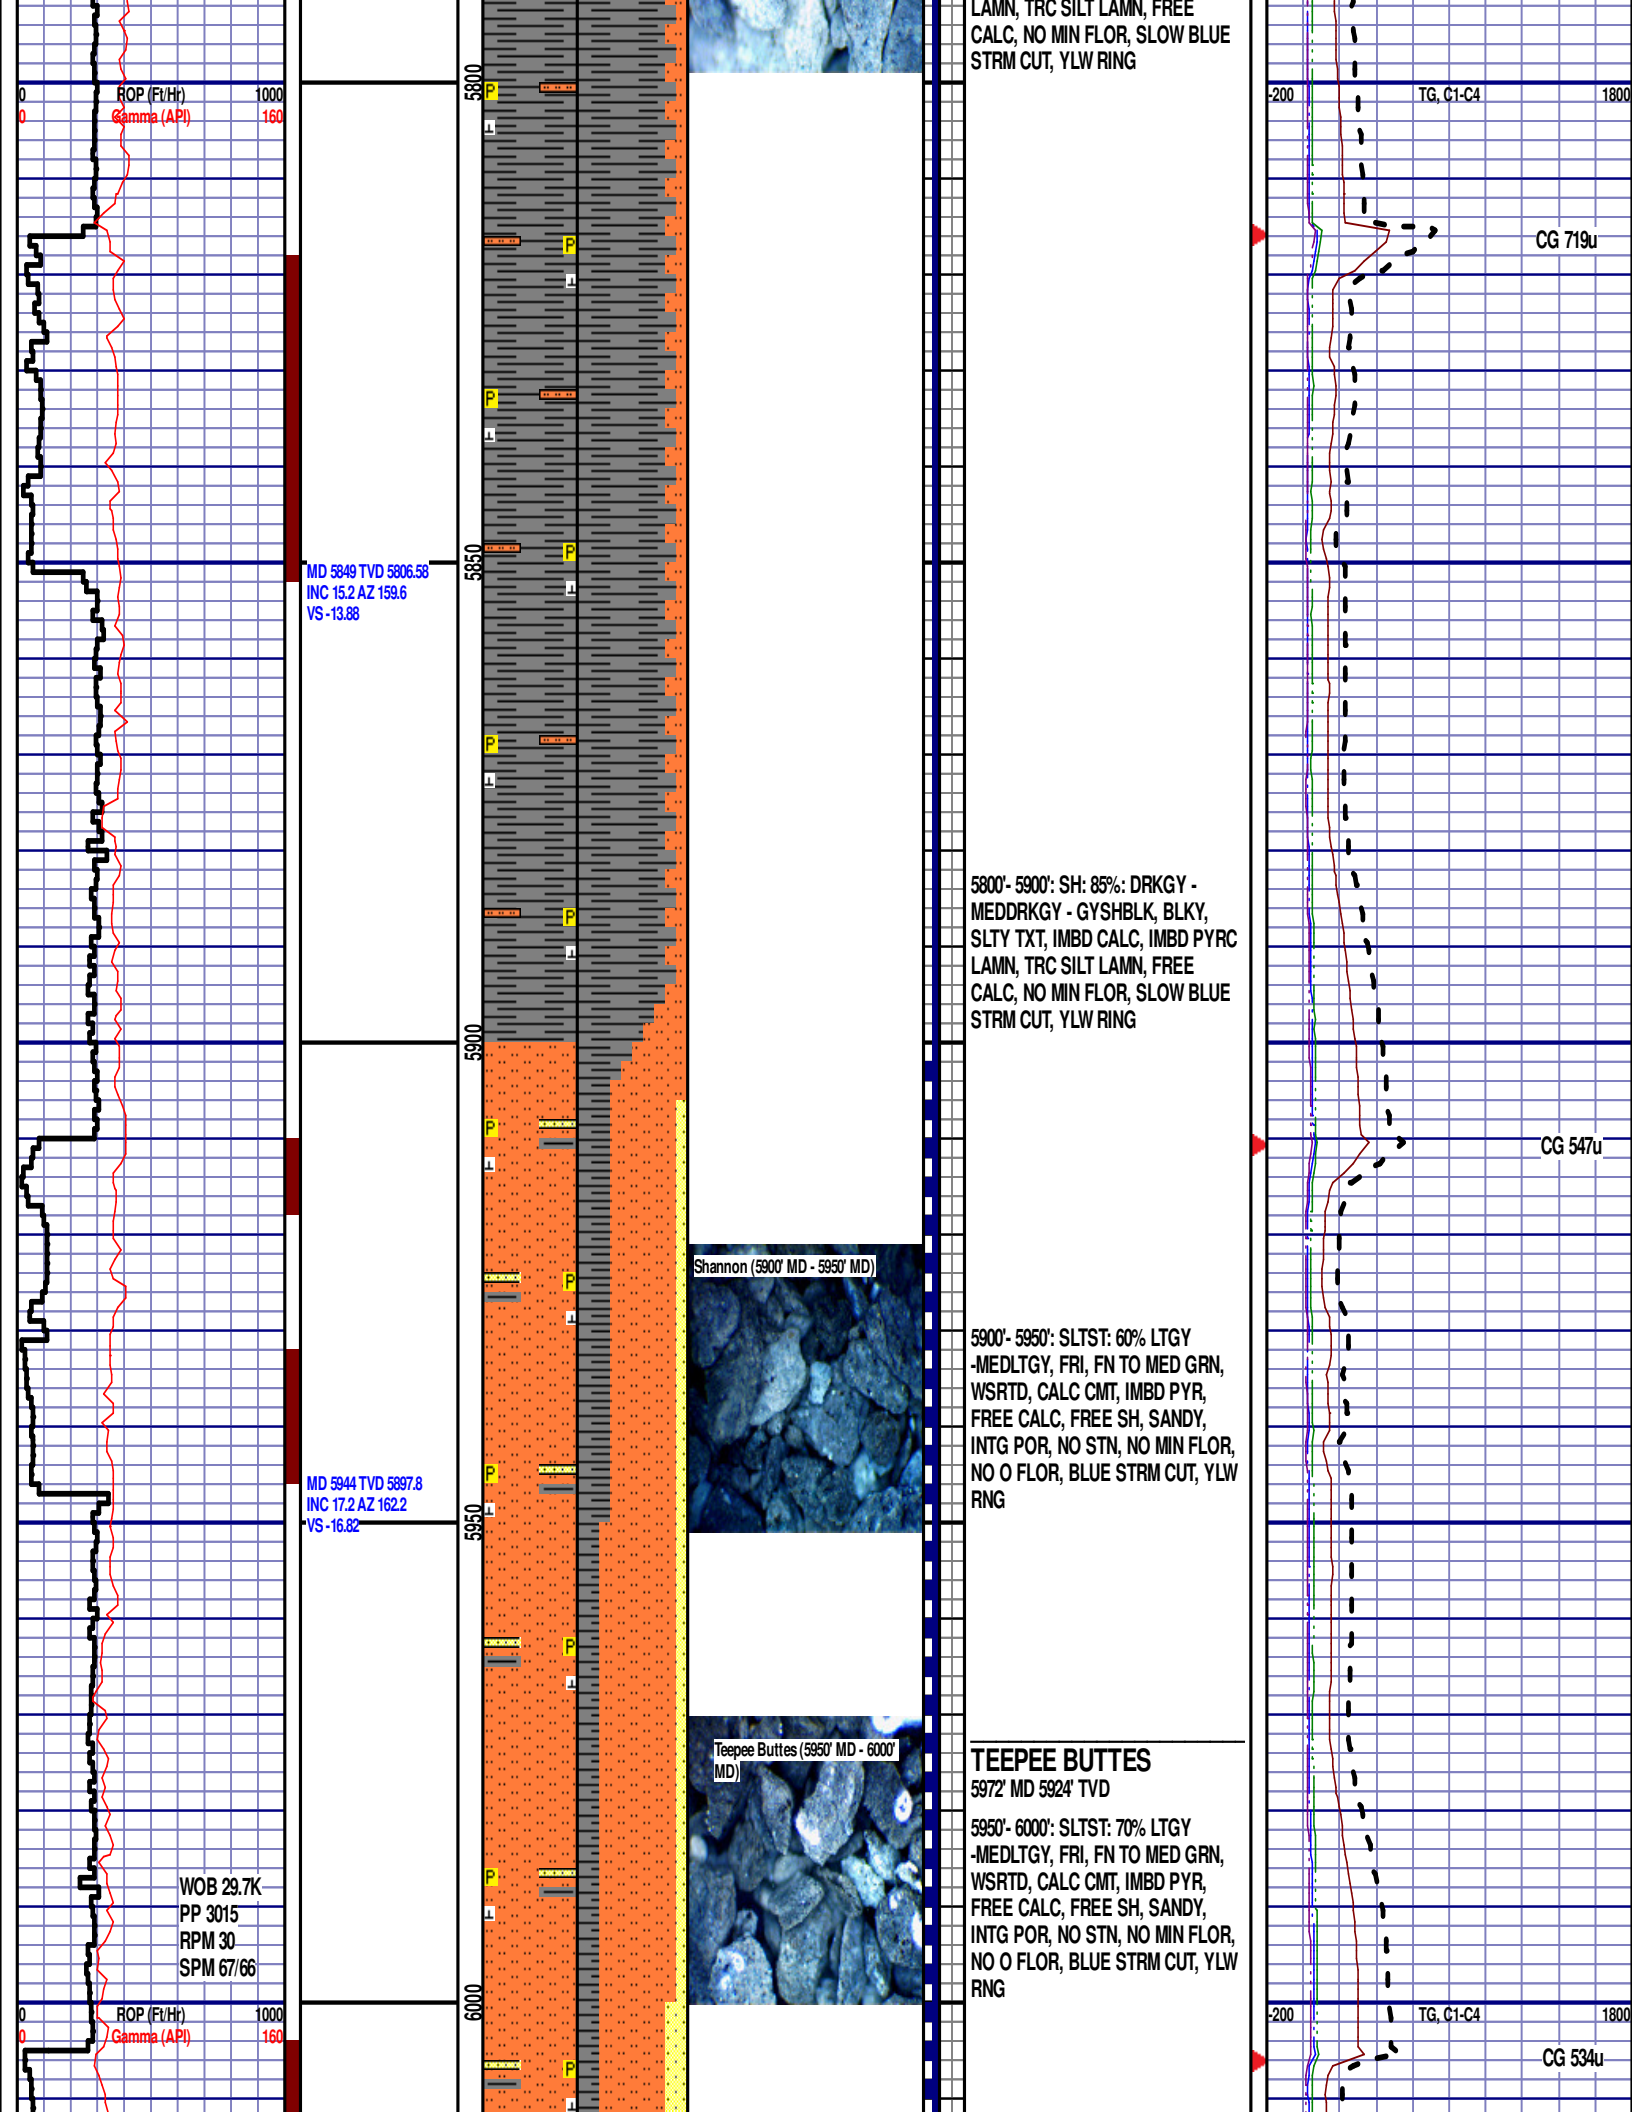 LAMN, TRC SILT LAMN, FREE
CALC, NO MIN FLOR, SLOW BLUE
STRM CUT, YLW RING
0 ROP (Ft/Hr) 1000
0 Gamma (API) 160
5800
P
-200 TG, C1-C4 1800
CG 719u
P
P
5850
P
MD 5849 TVD 5806.58
INC 15.2 AZ 159.6
VS -13.88
P
5800'- 5900': SH: 85%: DRKGY -
MEDDRKGY - GYSHBLK, BLKY,
SLTY TXT, IMBD CALC, IMBD PYRC
LAMN, TRC SILT LAMN, FREE
CALC, NO MIN FLOR, SLOW BLUE
STRM CUT, YLW RING
P
5900
P
CG 547u
Shannon (5900' MD - 5950' MD)
P
5900'- 5950': SLTST: 60% LTGY
-MEDLTGY, FRI, FN TO MED GRN,
WSRTD, CALC CMT, IMBD PYR,
FREE CALC, FREE SH, SANDY,
INTG POR, NO STN, NO MIN FLOR,
NO O FLOR, BLUE STRM CUT, YLW
RNG
P
MD 5944 TVD 5897.8
INC 17.2 AZ 162.2
VS -16.82
5950
P
Teepee Buttes (5950' MD - 6000'
MD)
TEEPEE BUTTES
5972' MD 5924' TVD
5950'- 6000': SLTST: 70% LTGY
-MEDLTGY, FRI, FN TO MED GRN,
WSRTD, CALC CMT, IMBD PYR,
FREE CALC, FREE SH, SANDY,
INTG POR, NO STN, NO MIN FLOR,
NO O FLOR, BLUE STRM CUT, YLW
RNG
P
WOB 29.7K
PP 3015
RPM 30
SPM 67/66
6000
0 ROP (Ft/Hr) 1000
0 Gamma (API) 160
-200 TG, C1-C4 1800
CG 534u
P